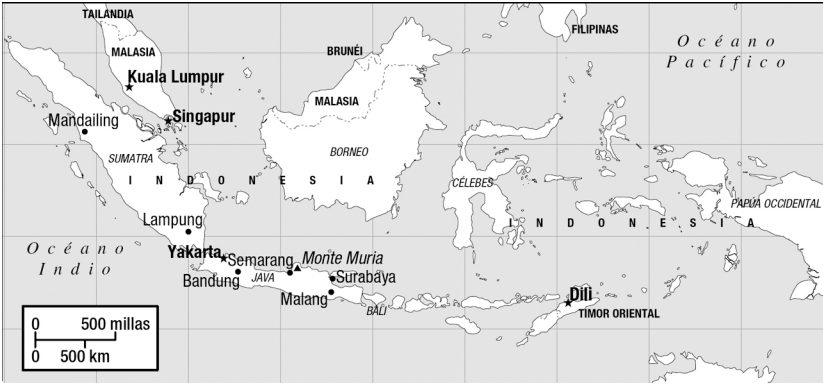 TAILANDIA
FILIPINAS
Océano
Pacífico
MALASIA
BRUNÉI
Kuala Lumpur
MALASIA
Mandailing
Singapur
SUMATRA
BORNEO
INDONESIA
CÉLEBES
PAPÚA OCCIDENTAL
Lampung
INDONESIA
Océano
Indio
Yakarta
Semarang
Monte Muria
Bandung
JAVA
Surabaya
Malang
BALI
Dili
TIMOR ORIENTAL
0 500 millas
0 500 km